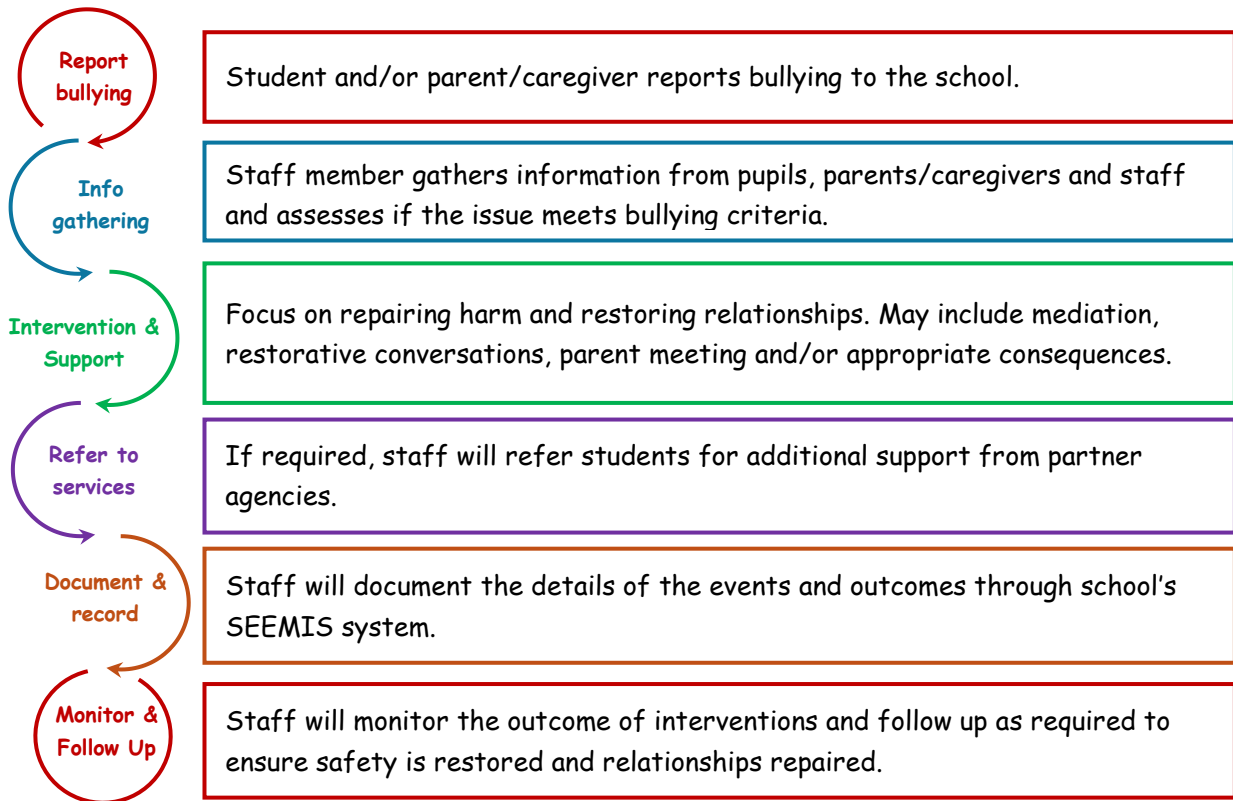 Report
bullying
Student and/or parent/caregiver reports bullying to the school.
Info
gathering
Staff member gathers information from pupils, parents/caregivers and staff
and assesses if the issue meets bullying criteria.
Intervention &
Support
Focus on repairing harm and restoring relationships. May include mediation,
restorative conversations, parent meeting and/or appropriate consequences.
Refer to
services
If required, staff will refer students for additional support from partner
agencies.
Document &
record
Staff will document the details of the events and outcomes through school’s
SEEMIS system.
Monitor &
Follow Up
Staff will monitor the outcome of interventions and follow up as required to
ensure safety is restored and relationships repaired.